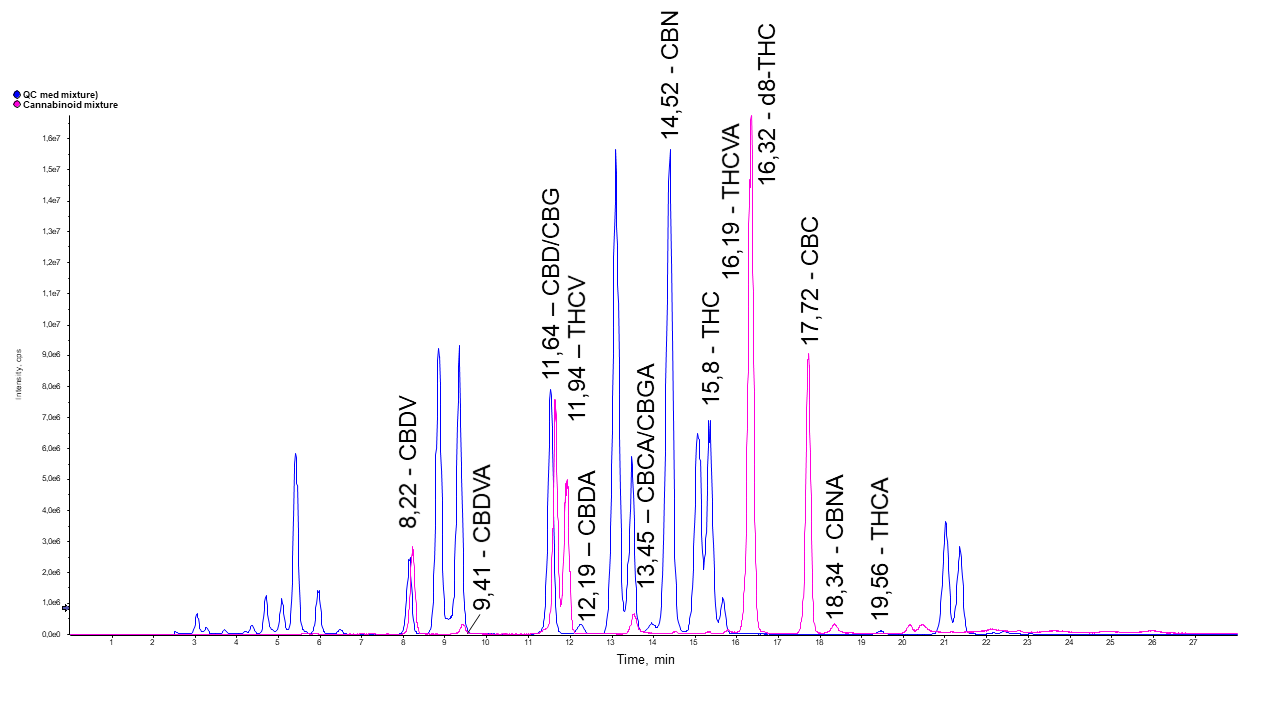 QC med mixture)
Cannabinoid mixture
1,6e7
1,5e7
1,4e7
1,3e7
1,2e7
1,1e7
1,0e7
9,0e6
8,0e6
7,0e6
6,0e6
5,0e6
4,0e6
3,0e6
2,0e6
1,0e6
0,0e0
Intensity, cps
8,22 - CBDV
9,41 - CBDVA
11,64 – CBD/CBG
11,94 – THCV
12,19 – CBDA
13,45 – CBCA/CBGA
14,52 - CBN
15,8 - THC
16,19 - THCVA
16,32 - d8-THC
17,72 - CBC
18,34 - CBNA
19,56 - THCA
1 2 3 4 5 6 7 8 9 10 11 12 13 14 15 16 17 18 19 20 21 22 23 24 25 26 27
Time, min